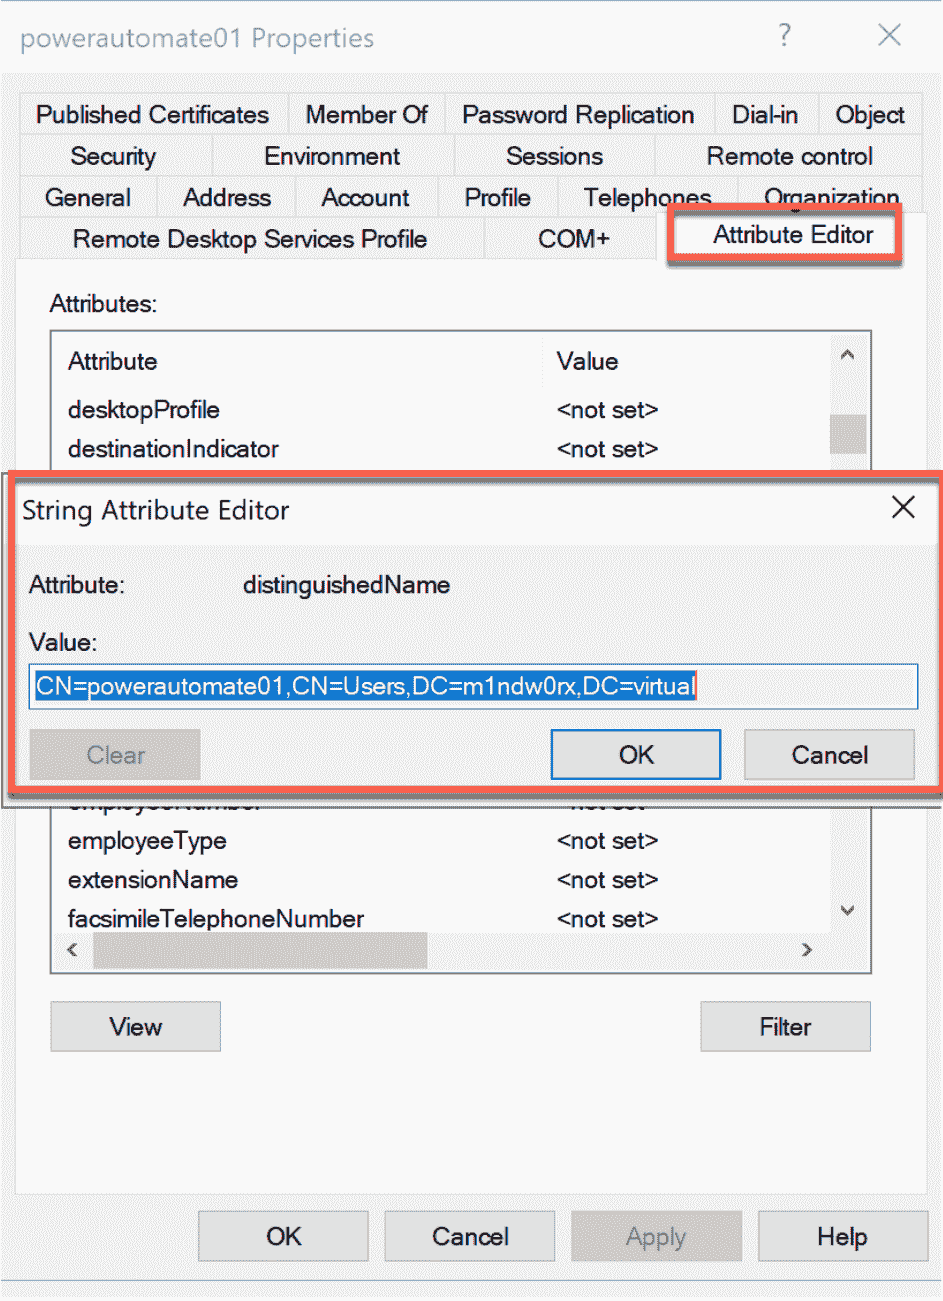 powerautomate01 Properties ? ×
Published Certificates Member Of Password Replication Dial-in Object
Security Environment Sessions Remote control
General Address Account Profile Telephones Organization
Remote Desktop Services Profile COM+ Attribute Editor
Attributes:
Attribute Value
desktopProfile <not set>
destinationIndicator <not set>
String Attribute Editor
Attribute: distinguishedName
Value:
CN=powerautomate01,CN=Users,DC=m1ndw0rx,DC=virtual
Clear OK Cancel
employeeNumber <not set>
employeeType <not set>
extensionName <not set>
facsimileTelephoneNumber <not set>
View Filter
OK Cancel Apply Help